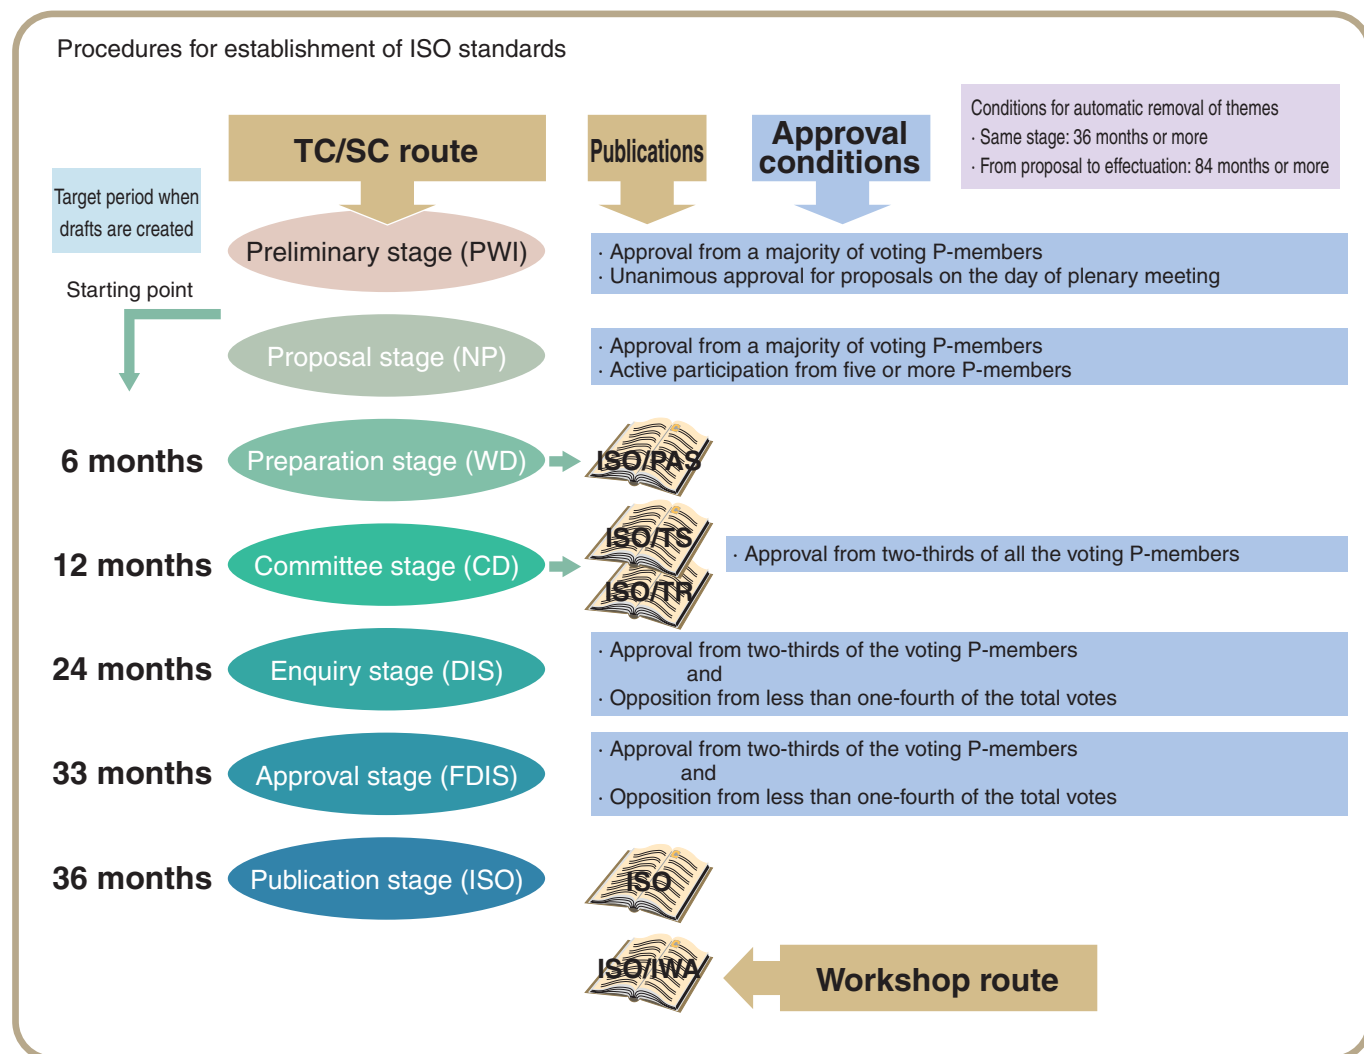 Procedures for establishment of ISO standards
Conditions for automatic removal of themes
· Same stage: 36 months or more
· From proposal to effectuation: 84 months or more
TC/SC route
Publications
Approval
conditions
Target period when
drafts are created
Starting point
Preliminary stage (PWI)
· Approval from a majority of voting P-members
· Unanimous approval for proposals on the day of plenary meeting
Proposal stage (NP)
· Approval from a majority of voting P-members
· Active participation from five or more P-members
6 months
Preparation stage (WD)
ISO/PAS
12 months
Committee stage (CD)
ISO/TS
ISO/TR
· Approval from two-thirds of all the voting P-members
24 months
Enquiry stage (DIS)
· Approval from two-thirds of the voting P-members
and
· Opposition from less than one-fourth of the total votes
33 months
Approval stage (FDIS)
· Approval from two-thirds of the voting P-members
and
· Opposition from less than one-fourth of the total votes
36 months
Publication stage (ISO)
ISO
ISO/IWA
Workshop route